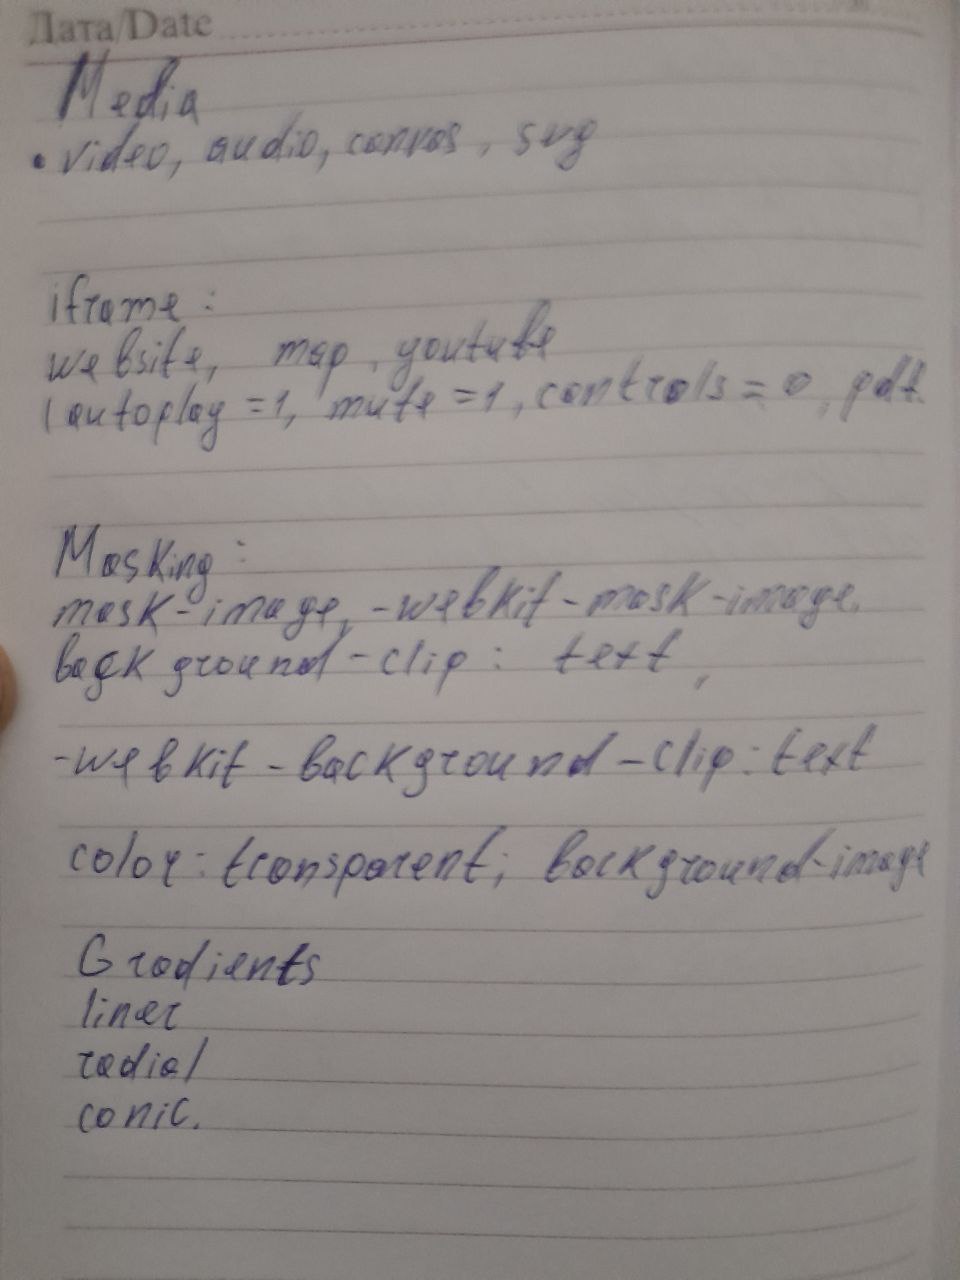 Дата/Date
Media
• video, audio, canvas, svg
iframe:
website, map, youtube
(autoplay=1, mute=1, controls=0, pdf.
Masking:
mask-image, -webkit-mask-image.
background-clip: text,
-webkit-background-clip: text
color: transparent; background-image
Gradients
liner
radial
conic.